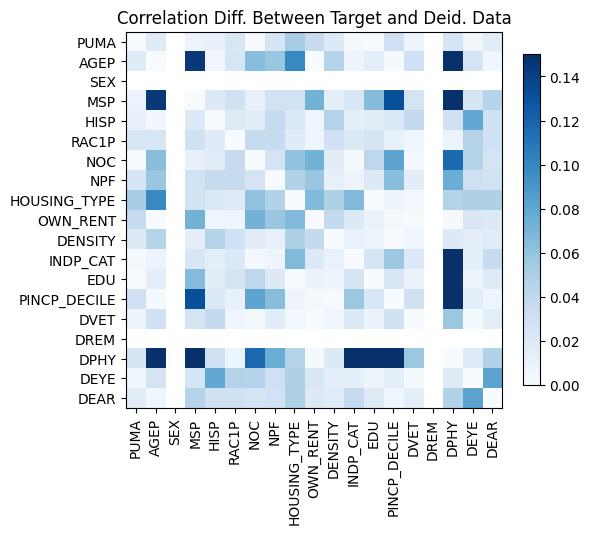 Correlation Diff. Between Target and Deid. Data
PUMA
AGEP
SEX
MSP
HISP
RAC1P
NOC
NPF
HOUSING_TYPE
OWN_RENT
DENSITY
INDP_CAT
EDU
PINCP_DECILE
DVET
DREM
DPHY
DEYE
DEAR
PUMA
AGEP
SEX
MSP
HISP
RAC1P
NOC
NPF
HOUSING_TYPE
OWN_RENT
DENSITY
INDP_CAT
EDU
PINCP_DECILE
DVET
DREM
DPHY
DEYE
DEAR
0.14
0.12
0.10
0.08
0.06
0.04
0.02
0.00